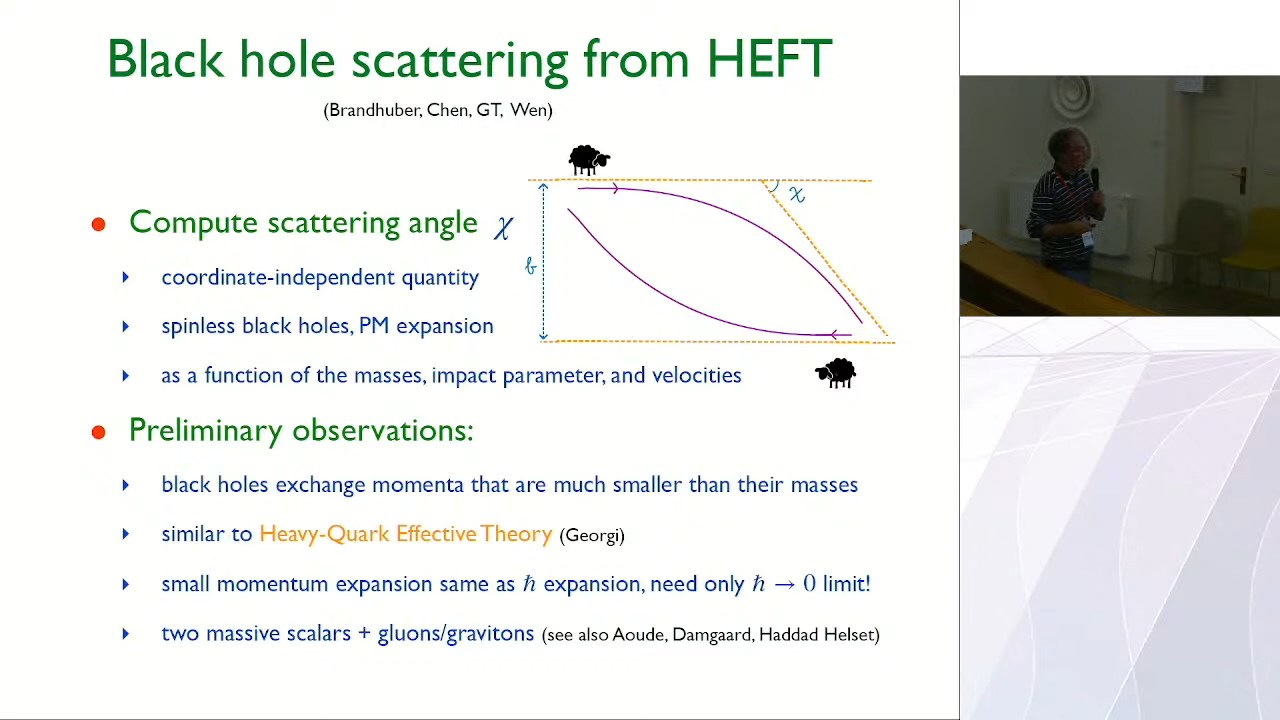 Black hole scattering from HEFT
(Brandhuber, Chen, GT, Wen)
χ
b
• Compute scattering angle χ
‣ coordinate-independent quantity
‣ spinless black holes, PM expansion
‣ as a function of the masses, impact parameter, and velocities
• Preliminary observations:
‣ black holes exchange momenta that are much smaller than their masses
‣ similar to Heavy-Quark Effective Theory (Georgi)
‣ small momentum expansion same as ℏ expansion, need only ℏ → 0 limit!
‣ two massive scalars + gluons/gravitons (see also Aoude, Damgaard, Haddad Helset)